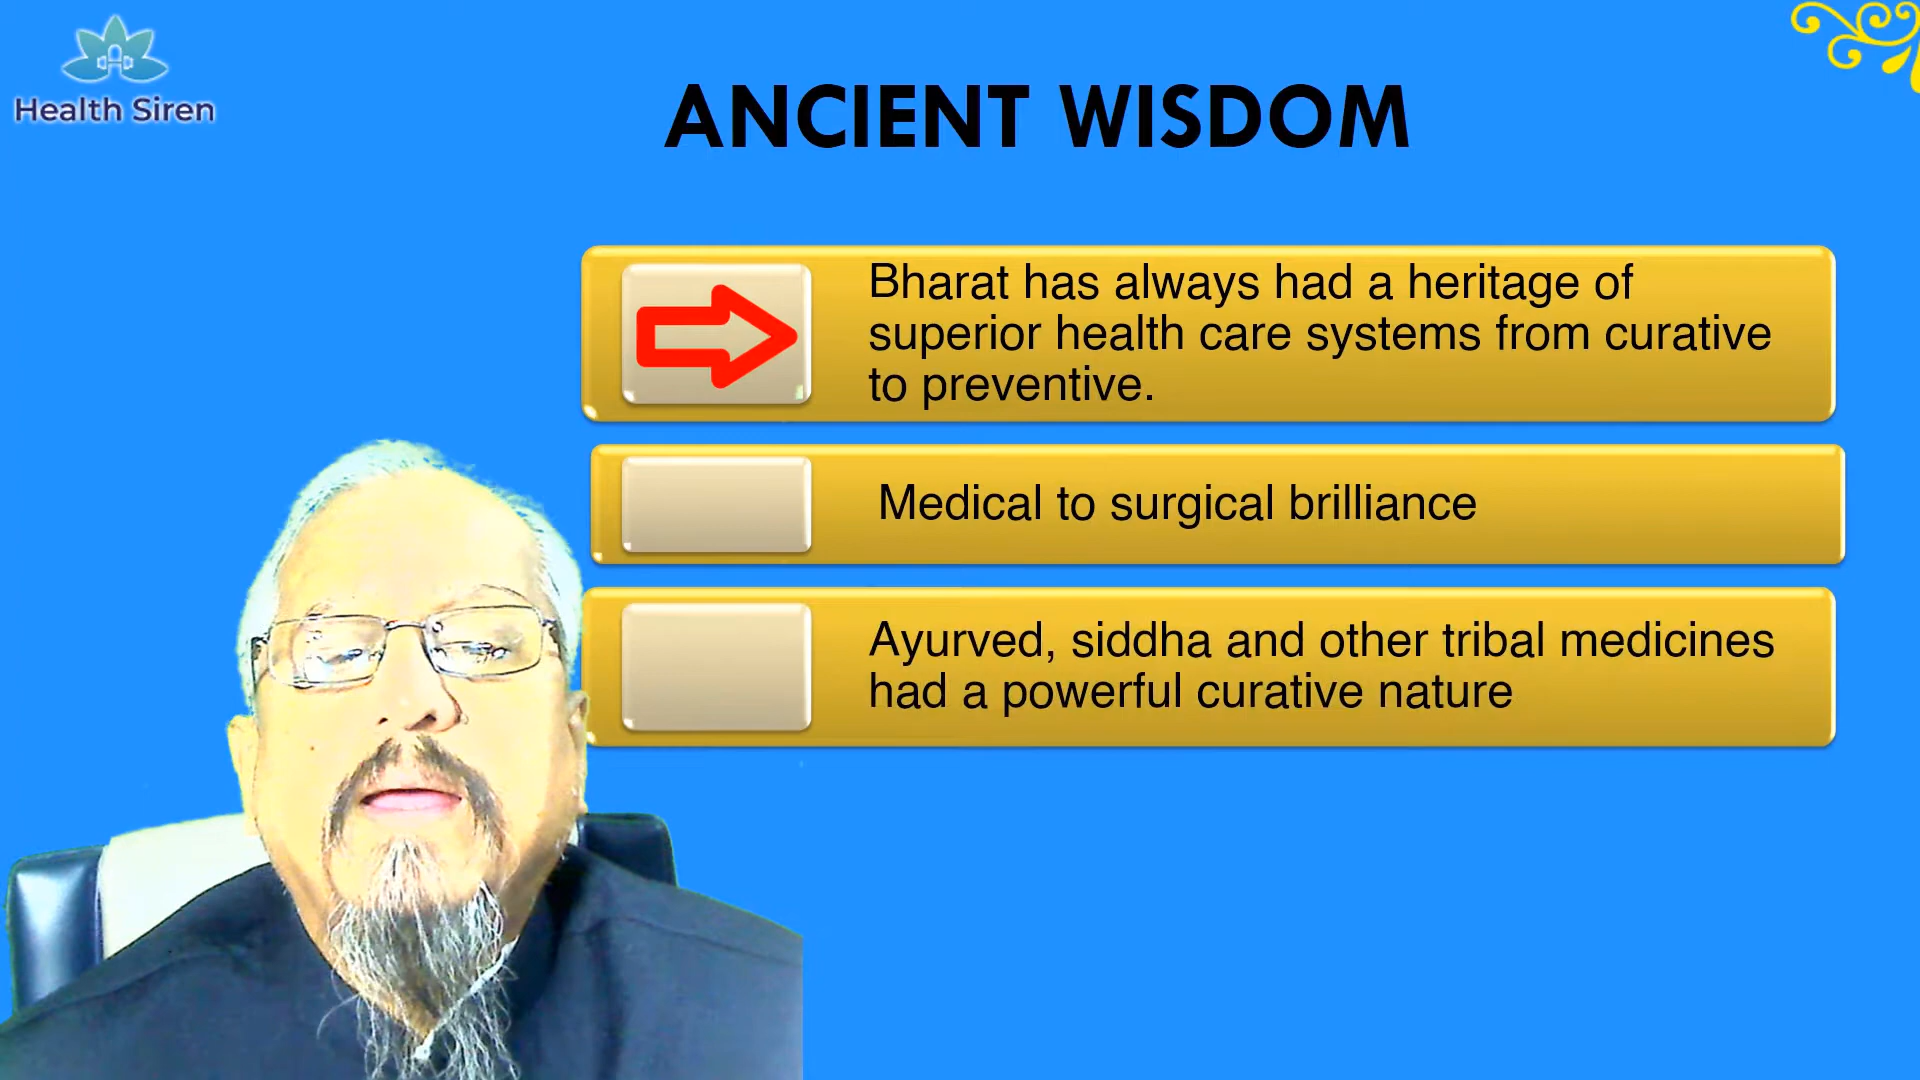 Health Siren
ANCIENT WISDOM
Bharat has always had a heritage of
superior health care systems from curative
to preventive.
Medical to surgical brilliance
Ayurved, siddha and other tribal medicines
had a powerful curative nature